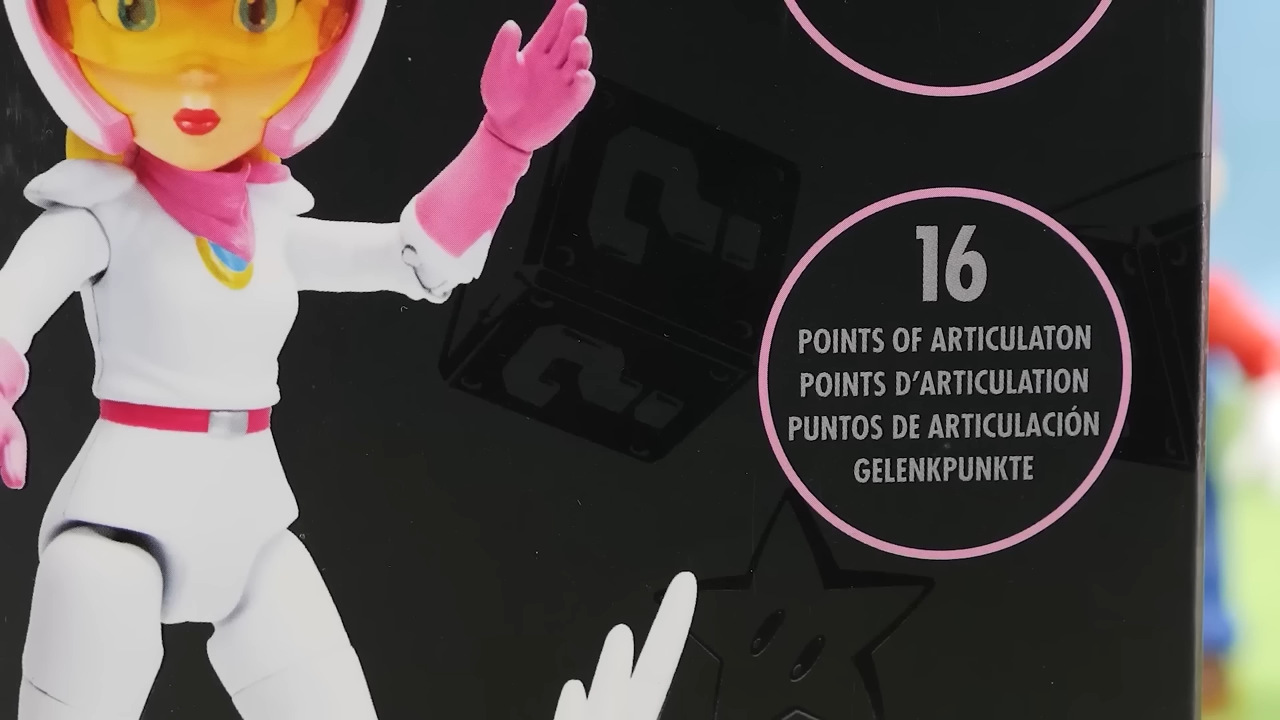 16
POINTS OF ARTICULATON
POINTS D'ARTICULATION
PUNTOS DE ARTICULACIÓN
GELENKPUNKTE